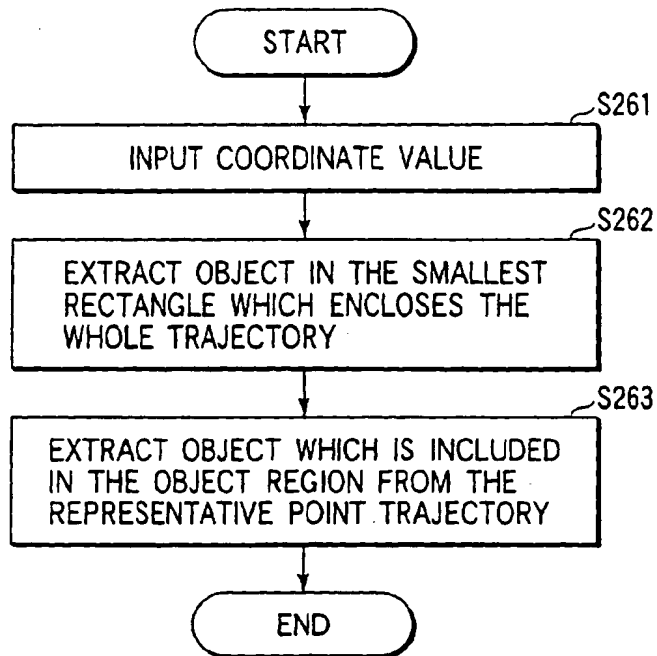 START
S261
INPUT COORDINATE VALUE
S262
EXTRACT OBJECT IN THE SMALLEST
RECTANGLE WHICH ENCLOSES THE
WHOLE TRAJECTORY
S263
EXTRACT OBJECT WHICH IS INCLUDED
IN THE OBJECT REGION FROM THE
REPRESENTATIVE POINT TRAJECTORY
END